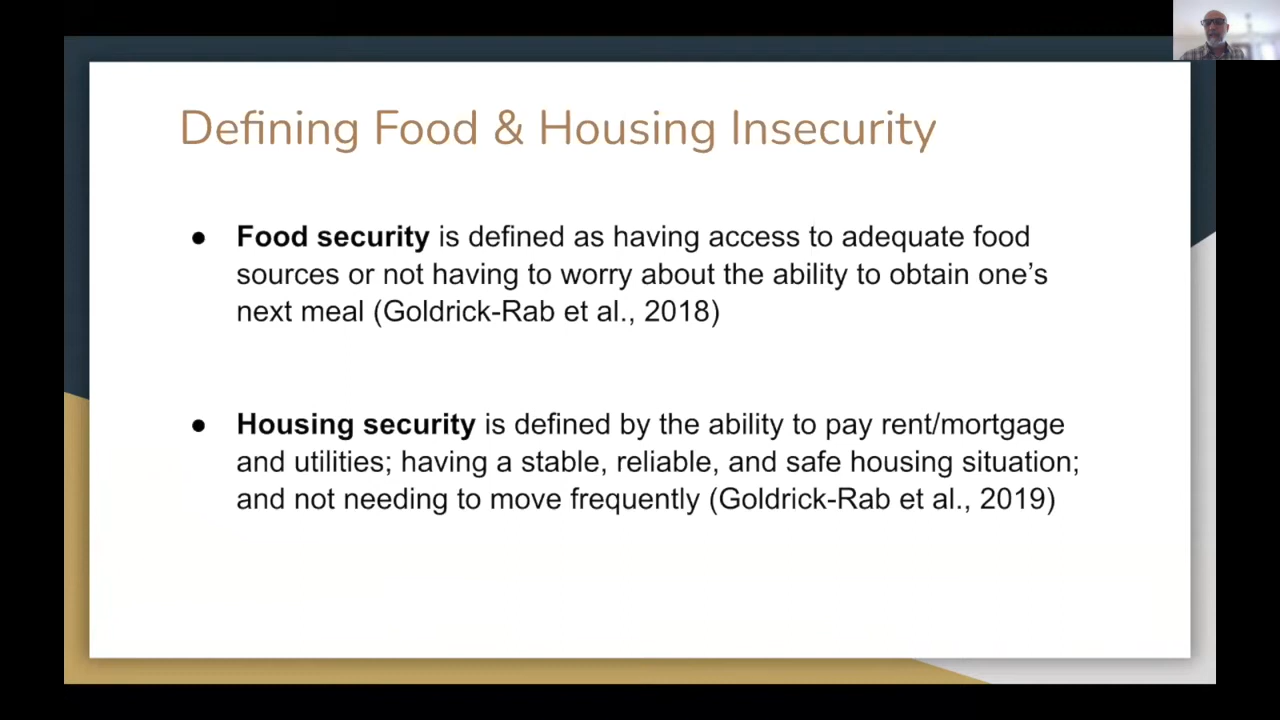 Defining Food & Housing Insecurity
● Food security is defined as having access to adequate food
sources or not having to worry about the ability to obtain one’s
next meal (Goldrick-Rab et al., 2018)
● Housing security is defined by the ability to pay rent/mortgage
and utilities; having a stable, reliable, and safe housing situation;
and not needing to move frequently (Goldrick-Rab et al., 2019)